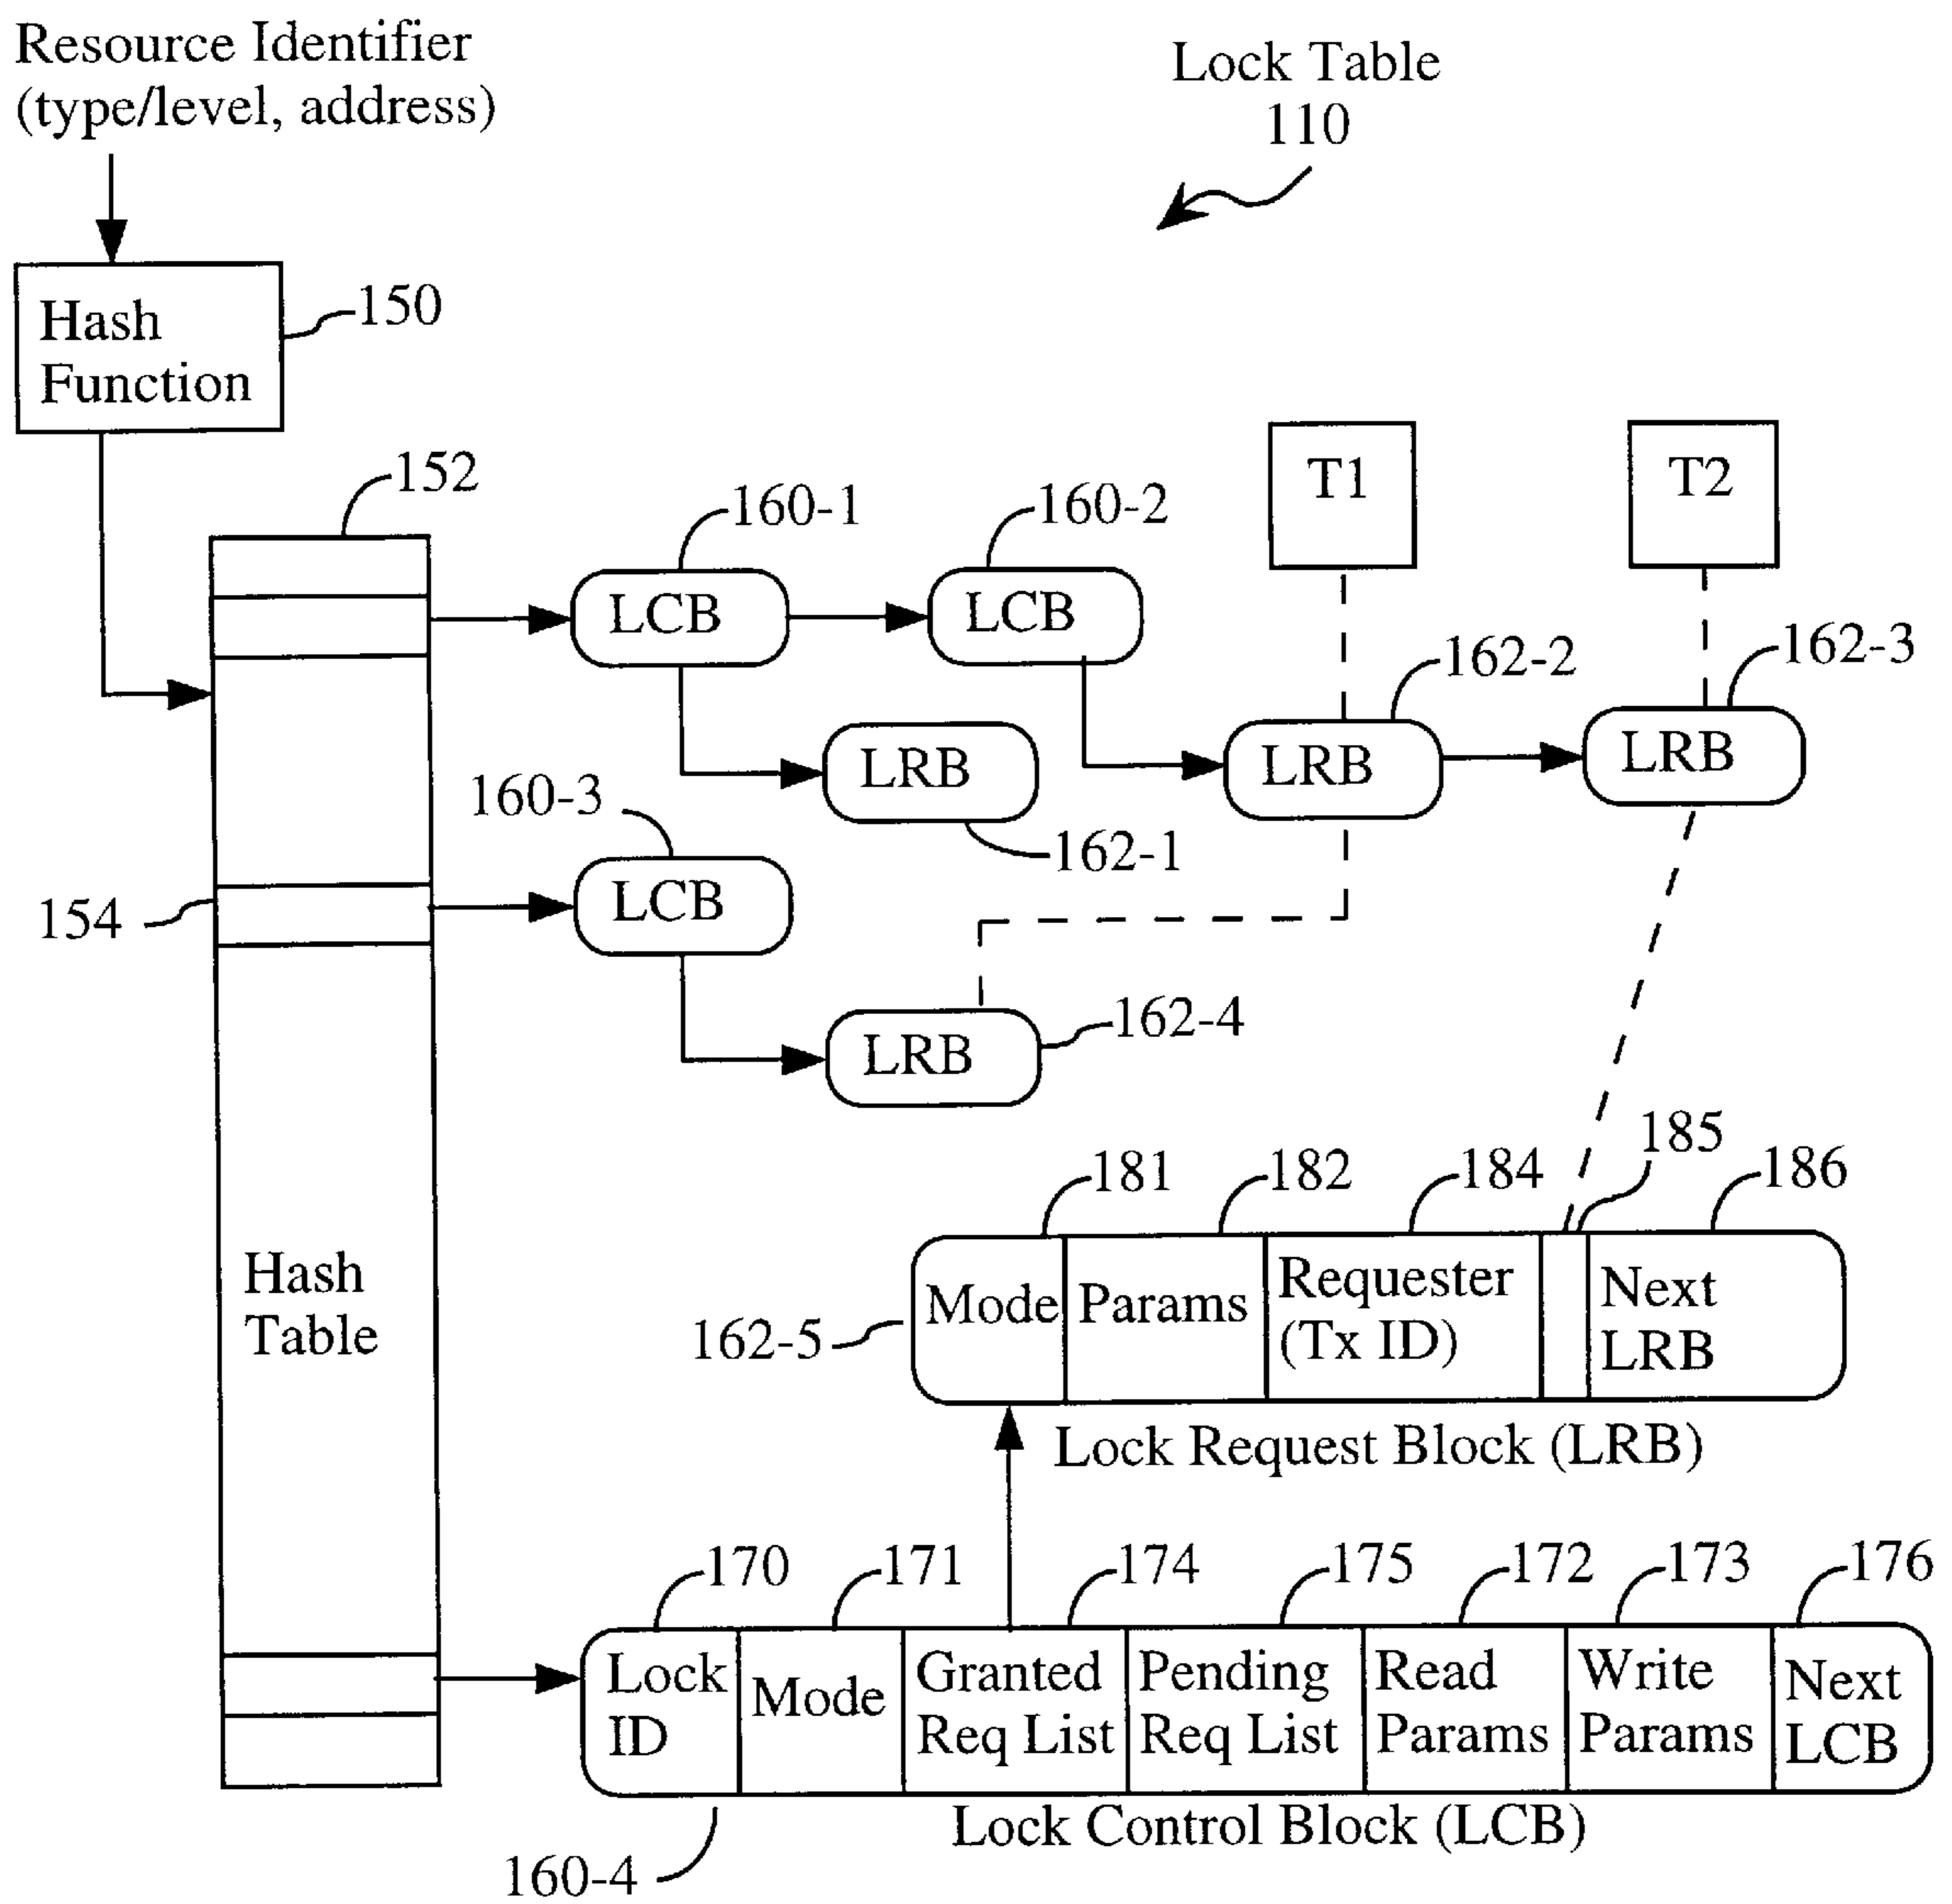 Resource Identifier
(type/level, address)
Lock Table
110
Hash
Function
150
152
160-1
160-2
T1
T2
LCB
LCB
162-2
162-3
LRB
LRB
LRB
160-3
162-1
LCB
154
162-4
LRB
185
181
182
184
186
Hash
Table
Mode
Params
Requester
(Tx ID)
Next
LRB
162-5
Lock Request Block (LRB)
170
171
174
175
172
173
176
Lock
ID
Mode
Granted
Req List
Pending
Req List
Read
Params
Write
Params
Next
LCB
Lock Control Block (LCB)
160-4